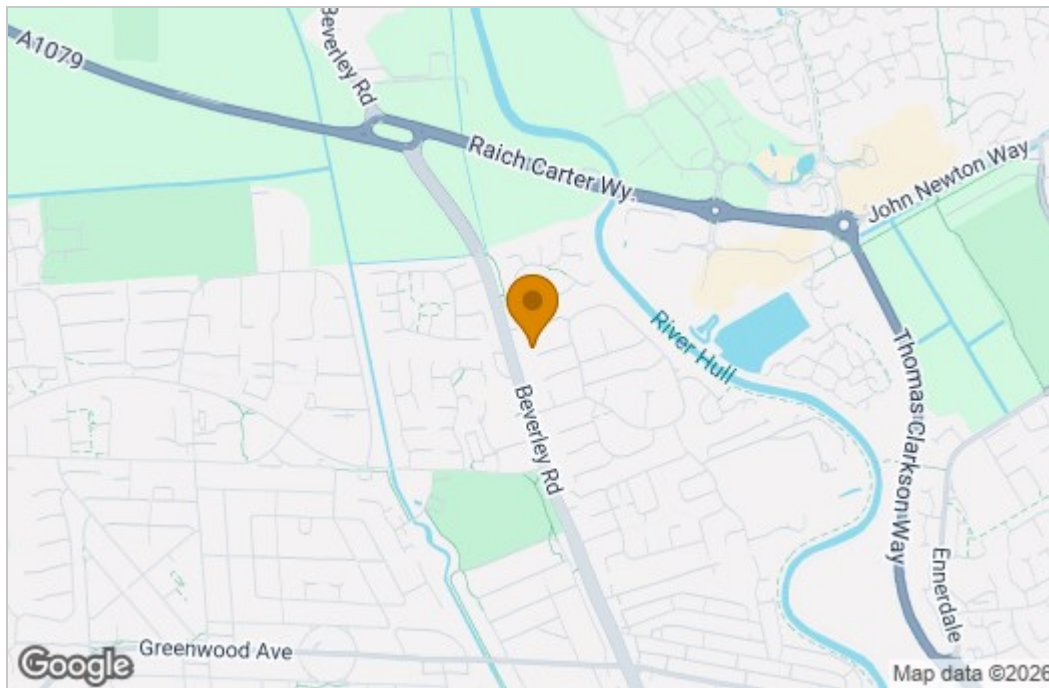 A1079
Beverley Rd
Raich Carter Wy.
John Newton Way
River Hull
Thomas Clarkson Way
Beverley Rd
Ennerdale
Greenwood Ave
Google
Map data ©2026